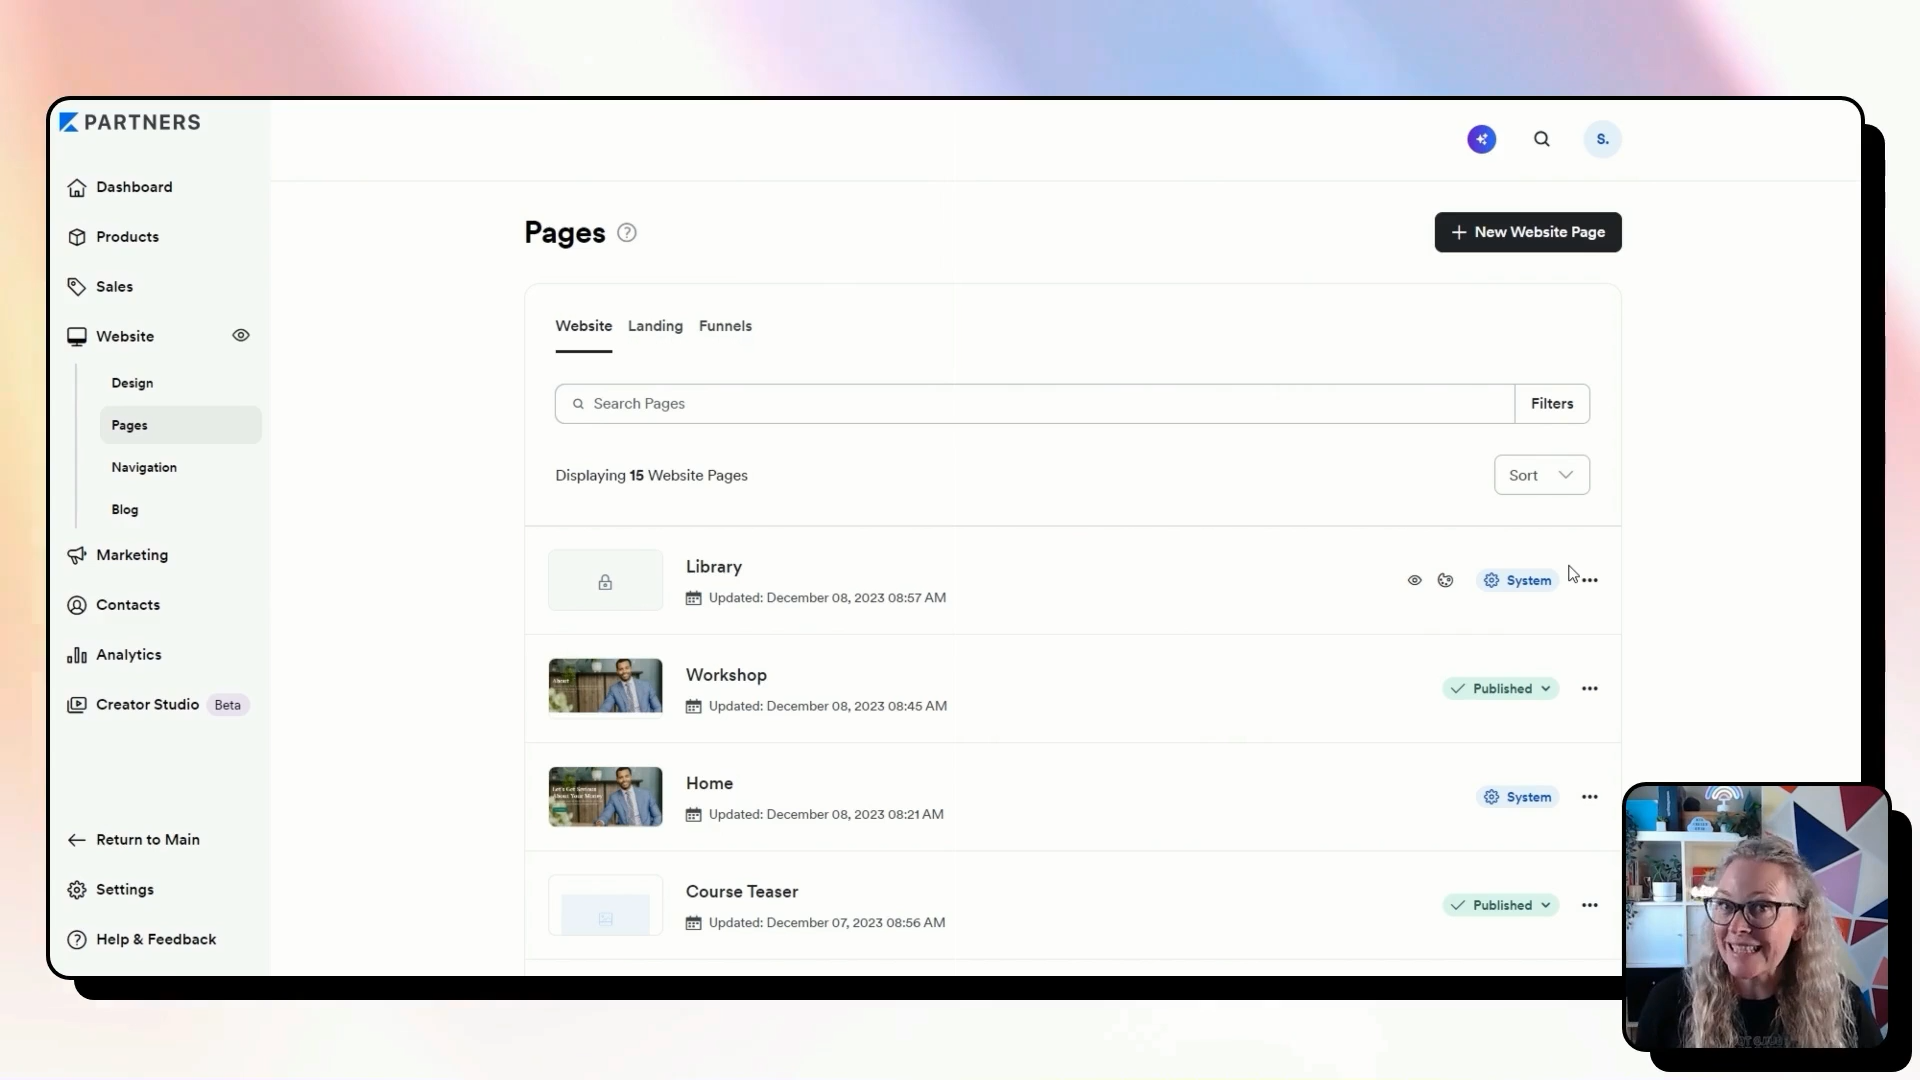 PARTNERS
Dashboard
Products
Sales
Website
Design
Pages
Navigation
Blog
Marketing
Contacts
Analytics
Creator Studio Beta
Return to Main
Settings
Help & Feedback
S.
Pages
New Website Page
Website Landing Funnels
Search Pages
Filters
Displaying 15 Website Pages
Sort
Library
Updated: December 08, 2023 08:57 AM
System
Workshop
Updated: December 08, 2023 08:45 AM
Published
Home
Updated: December 08, 2023 08:21 AM
System
Course Teaser
Updated: December 07, 2023 08:56 AM
Published